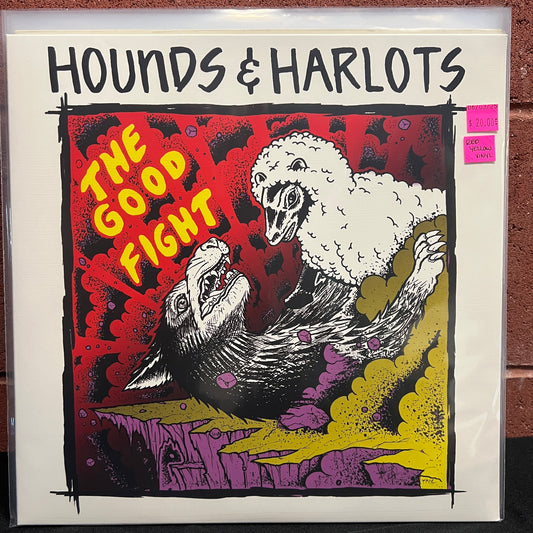 HOUNDS & HARLOTS
THE
GOOD
FIGHT
$ 20.00
RED
YELLOW
VINYL